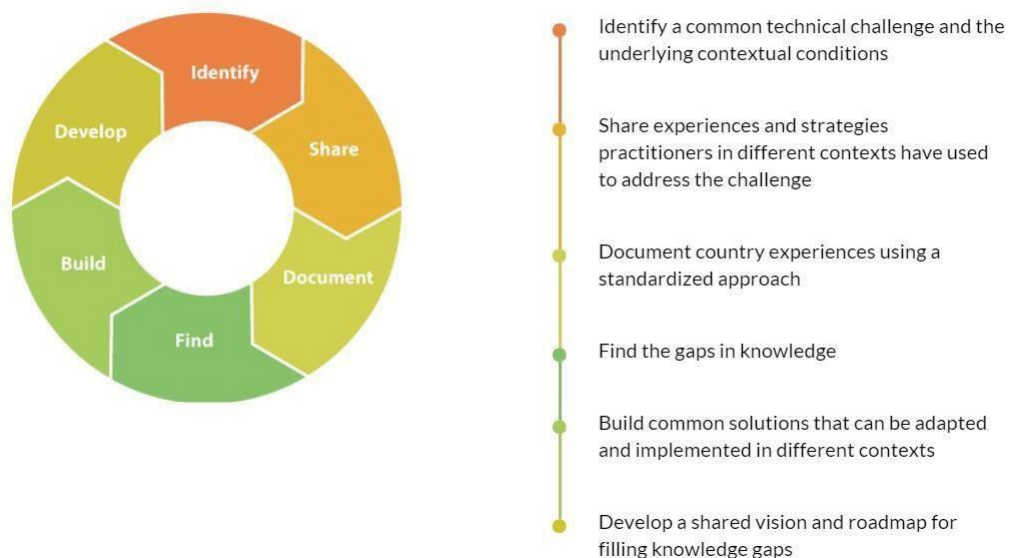 Identify
Share
Document
Find
Build
Develop
Identify a common technical challenge and the
underlying contextual conditions
Share experiences and strategies
practitioners in different contexts have used
to address the challenge
Document country experiences using a
standardized approach
Find the gaps in knowledge
Build common solutions that can be adapted
and implemented in different contexts
Develop a shared vision and roadmap for
filling knowledge gaps